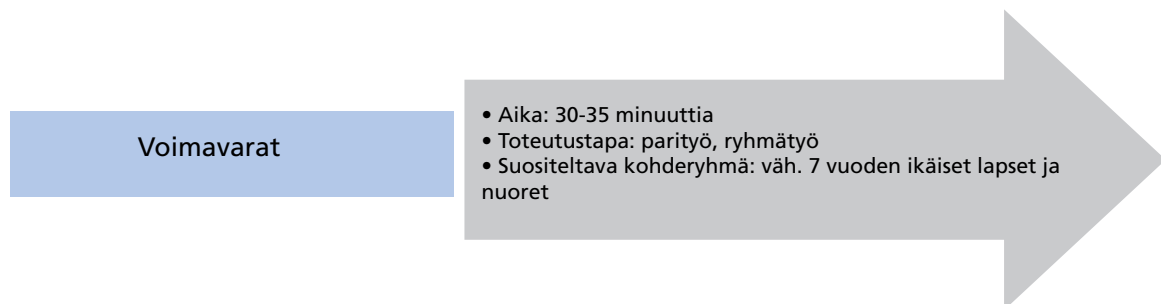 Voimavarat
• Aika: 30-35 minuuttia
• Toteutustapa: parityö, ryhmätyö
• Suositeltava kohderyhmä: väh. 7 vuoden ikäiset lapset ja
nuoret